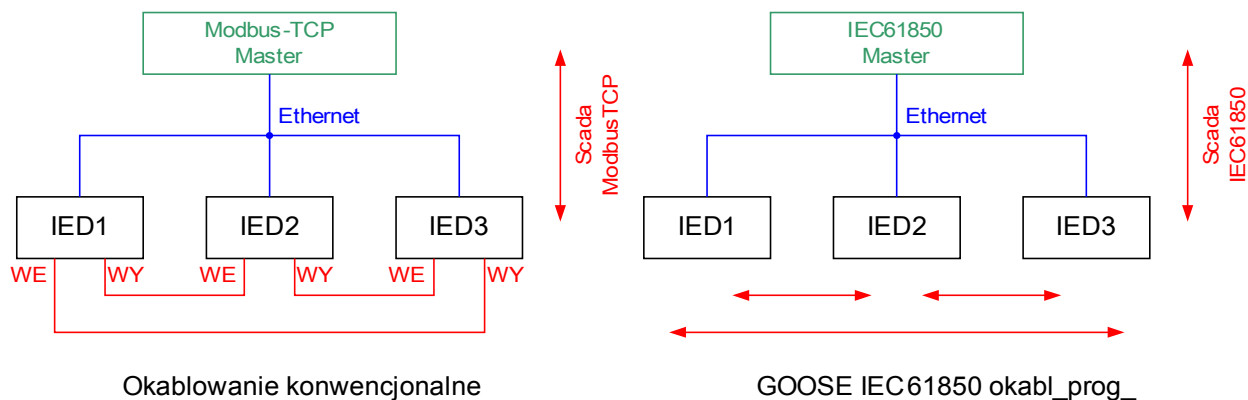 Modbus-TCP
Master
Ethernet
Scada
ModbusTCP
IED1
IED2
IED3
WE
WY
WE
WY
WE
WY
Okablowanie konwencjonalne
IEC61850
Master
Ethernet
Scada
IEC61850
IED1
IED2
IED3
GOOSE IEC61850 okabl_prog_